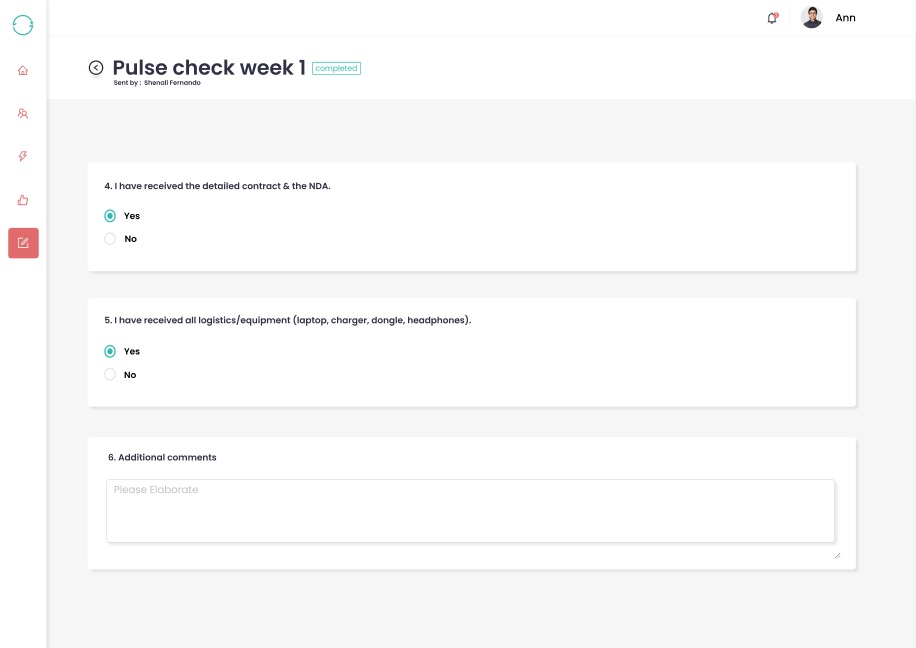 Ann
Pulse check week 1 completed
Sent by : Shenali Fernando
4. I have received the detailed contract & the NDA.
Yes
No
5. I have received all logistics/equipment (laptop, charger, dongle, headphones).
Yes
No
6. Additional comments
Please Elaborate